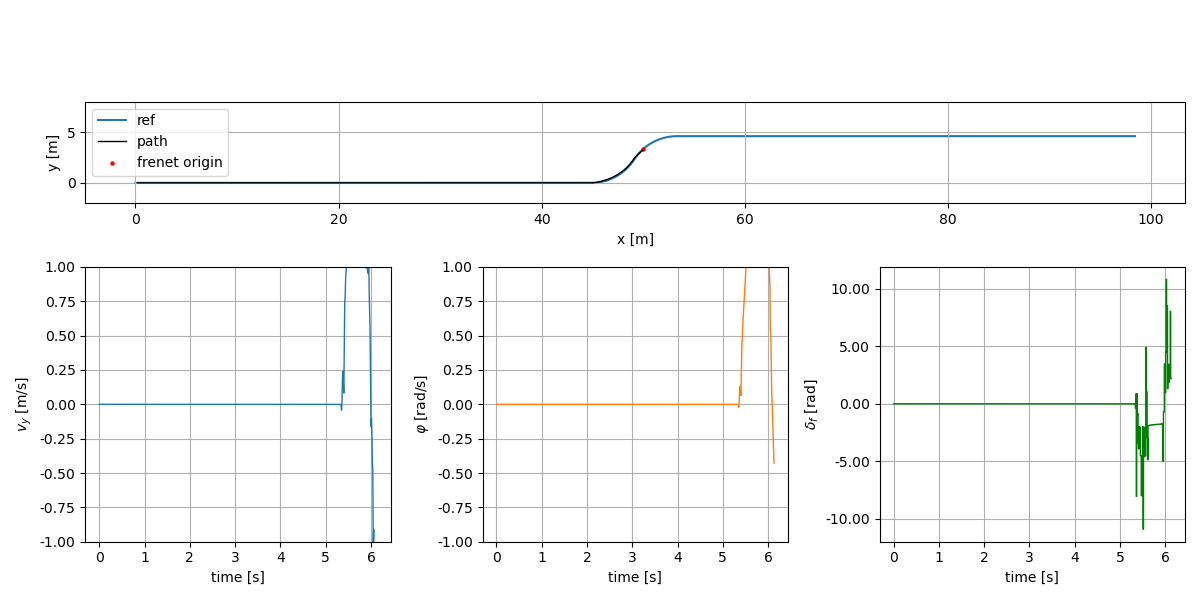 ref
path
frenet origin
y [m]
5
0
0 20 40 60 80 100
x [m]
1.00
0.75
0.50
0.25
0.00
-0.25
-0.50
-0.75
-1.00
v_y [m/s]
0 1 2 3 4 5 6
time [s]
1.00
0.75
0.50
0.25
0.00
-0.25
-0.50
-0.75
-1.00
φ [rad/s]
0 1 2 3 4 5 6
time [s]
10.00
5.00
0.00
-5.00
-10.00
δ_f [rad]
0 1 2 3 4 5 6
time [s]